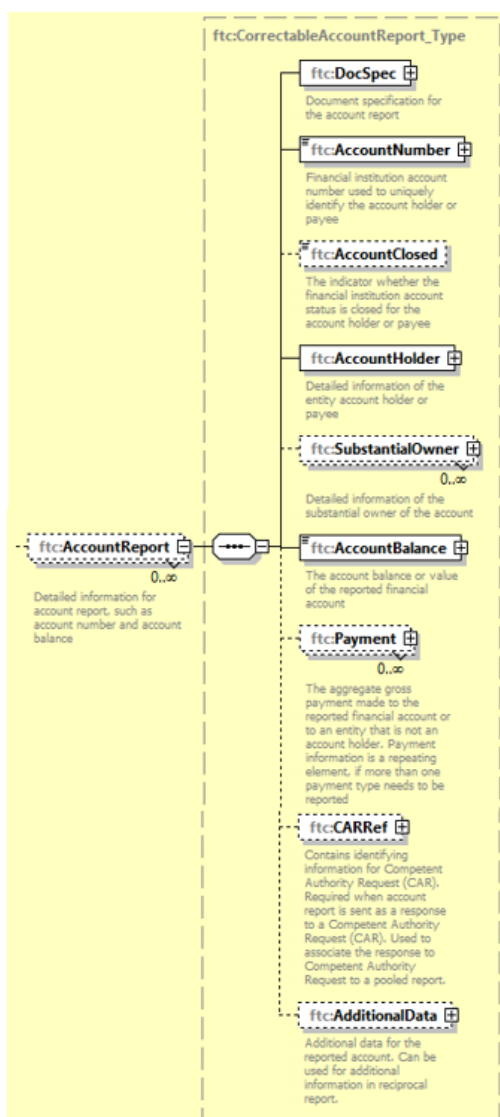 ftc:CorrectableAccountReport_Type
ftc:DocSpec
Document specification for
the account report
ftc:AccountNumber
Financial institution account
number used to uniquely
identify the account holder or
payee
ftc:AccountClosed
The indicator whether the
financial institution account
status is closed for the
account holder or payee
ftc:AccountHolder
Detailed information of the
entity account holder or
payee
ftc:SubstantialOwner
0..∞
Detailed information of the
substantial owner of the account
ftc:AccountReport
0..∞
Detailed information for
account report, such as
account number and account
balance
ftc:AccountBalance
The account balance or value
of the reported financial
account
ftc:Payment
0..∞
The aggregate gross
payment made to the
reported financial account or
to an entity that is not an
account holder. Payment
information is a repeating
element, if more than one
payment type needs to be
reported
ftc:CARRef
Contains identifying
information for Competent
Authority Request (CAR).
Required when account
report is sent as a response
to a Competent Authority
Request (CAR). Used to
associate the response to
Competent Authority
Request to a pooled report.
ftc:AdditionalData
Additional data for the
reported account. Can be
used for additional
information in reciprocal
report.